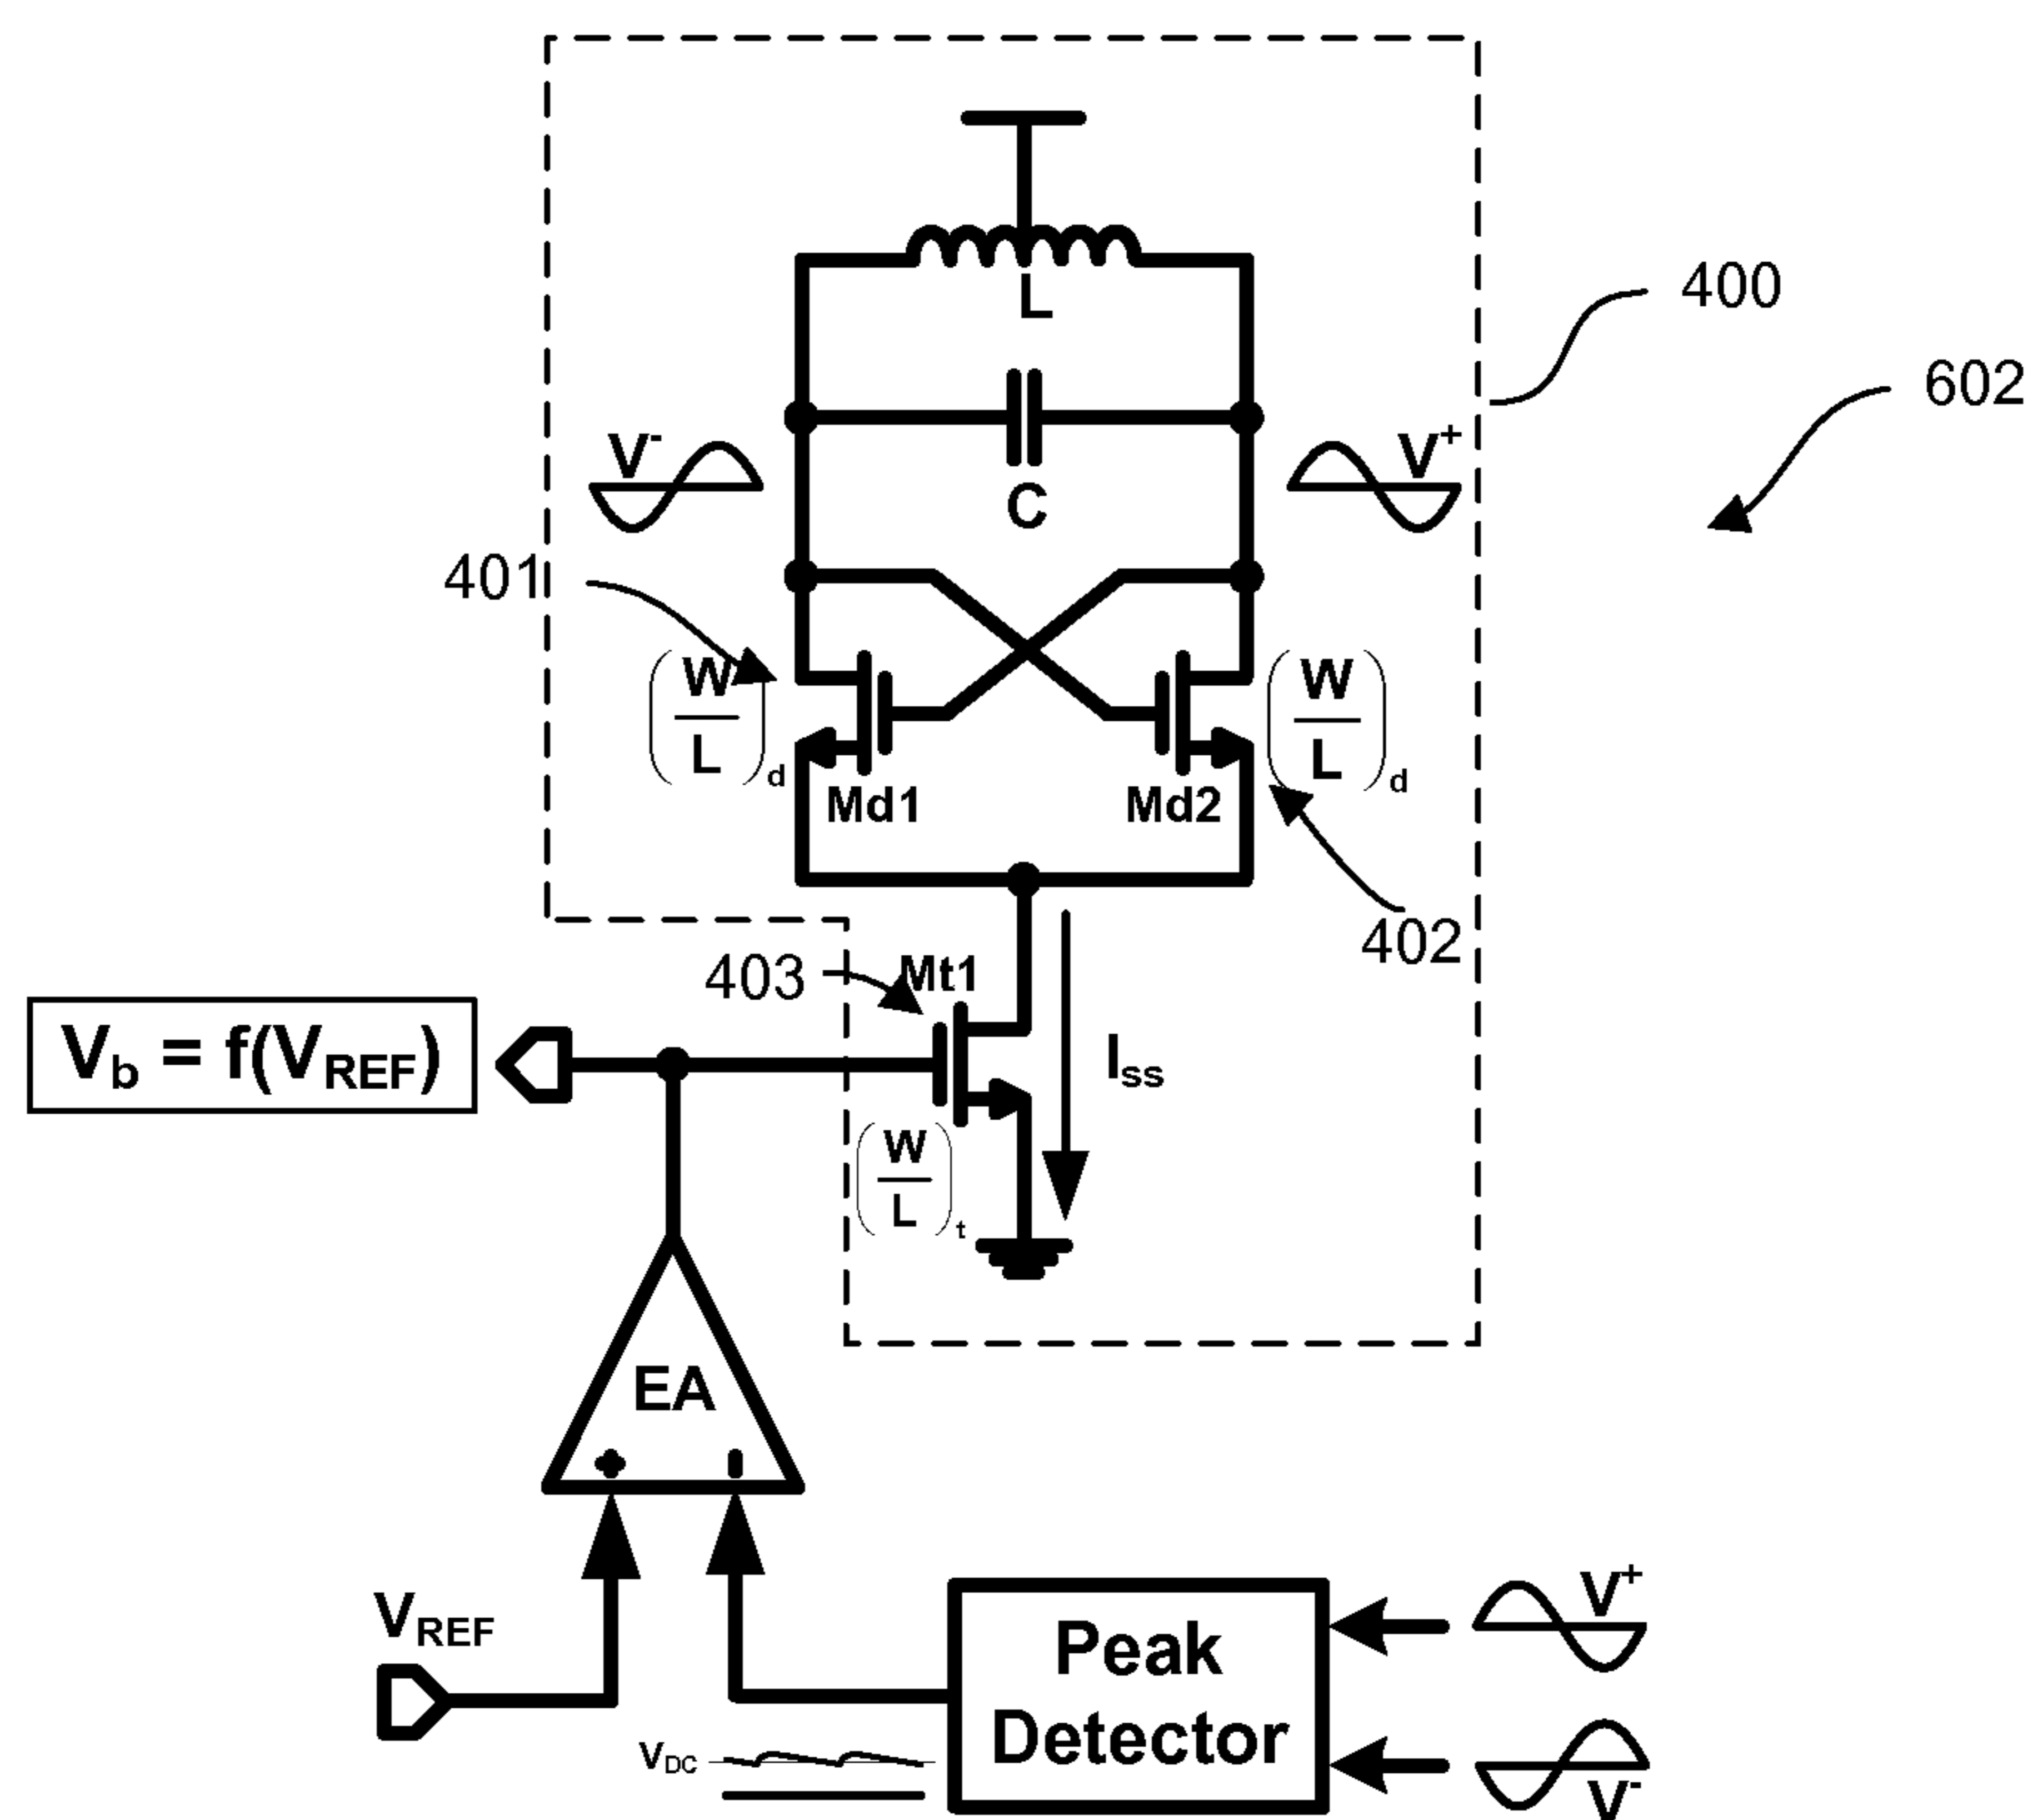 L
400
602
V-
V+
C
401
(W/L)d
(W/L)d
Md1
Md2
402
403
Mt1
Vb = f(VREF)
Iss
(W/L)t
EA
+
-
VREF
Peak
Detector
V+
VDC
V-